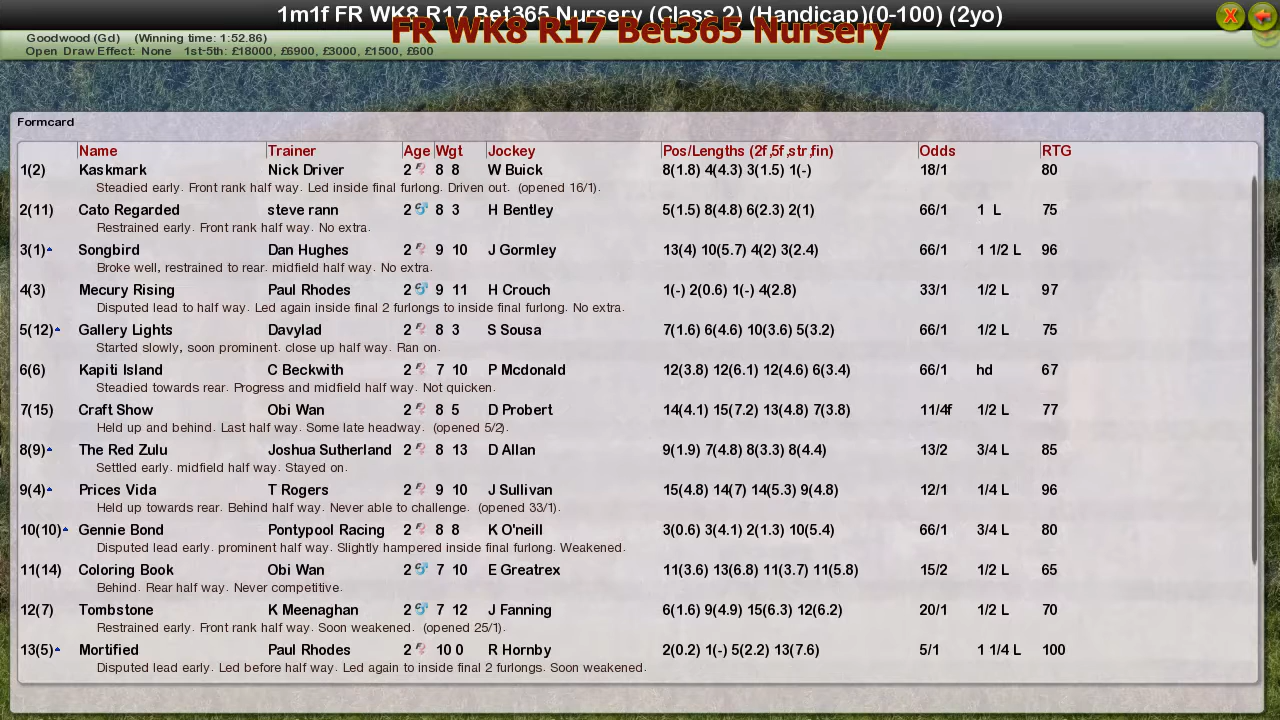 1m1f FR WK8 R17 Bet365 Nursery (Class 2) (Handicap)(0-100) (2yo)
FR WK8 R17 Bet365 Nursery
Goodwood (Gd) (Winning time: 1:52.86)
Open Draw Effect: None 1st-5th: £18000, £6900, £3000, £1500, £600
Formcard
Name Trainer Age Wgt Jockey Pos/Lengths (2f,5f,str,fin) Odds RTG
1(2) Kaskmark Nick Driver 2 8 8 W Buick 8(1.8) 4(4.3) 3(1.5) 1(-) 18/1 80
Steadied early. Front rank half way. Led inside final furlong. Driven out. (opened 16/1).
2(11) Cato Regarded steve rann 2 8 3 H Bentley 5(1.5) 8(4.8) 6(2.3) 2(1) 66/1 1 L 75
Restrained early. Front rank half way. No extra.
3(1) Songbird Dan Hughes 2 9 10 J Gormley 13(4) 10(5.7) 4(2) 3(2.4) 66/1 1 1/2 L 96
Broke well, restrained to rear. midfield half way. No extra.
4(3) Mecury Rising Paul Rhodes 2 9 11 H Crouch 1(-) 2(0.6) 1(-) 4(2.8) 33/1 1/2 L 97
Disputed lead to half way. Led again inside final 2 furlongs to inside final furlong. No extra.
5(12) Gallery Lights Davylad 2 8 3 S Sousa 7(1.6) 6(4.6) 10(3.6) 5(3.2) 66/1 1/2 L 75
Started slowly, soon prominent. close up half way. Ran on.
6(6) Kapiti Island C Beckwith 2 7 10 P Mcdonald 12(3.8) 12(6.1) 12(4.6) 6(3.4) 66/1 hd 67
Steadied towards rear. Progress and midfield half way. Not quicken.
7(15) Craft Show Obi Wan 2 8 5 D Probert 14(4.1) 15(7.2) 13(4.8) 7(3.8) 11/4f 1/2 L 77
Held up and behind. Last half way. Some late headway. (opened 5/2).
8(9) The Red Zulu Joshua Sutherland 2 8 13 D Allan 9(1.9) 7(4.8) 8(3.3) 8(4.4) 13/2 3/4 L 85
Settled early. midfield half way. Stayed on.
9(4) Prices Vida T Rogers 2 9 10 J Sullivan 15(4.8) 14(7) 14(5.3) 9(4.8) 12/1 1/4 L 96
Held up towards rear. Behind half way. Never able to challenge. (opened 33/1).
10(10) Gennie Bond Pontypool Racing 2 8 8 K O'neill 3(0.6) 3(4.1) 2(1.3) 10(5.4) 66/1 3/4 L 80
Disputed lead early. prominent half way. Slightly hampered inside final furlong. Weakened.
11(14) Coloring Book Obi Wan 2 7 10 E Greatrex 11(3.6) 13(6.8) 11(3.7) 11(5.8) 15/2 1/2 L 65
Behind. Rear half way. Never competitive.
12(7) Tombstone K Meenaghan 2 7 12 J Fanning 6(1.6) 9(4.9) 15(6.3) 12(6.2) 20/1 1/2 L 70
Restrained early. Front rank half way. Soon weakened. (opened 25/1).
13(5) Mortified Paul Rhodes 2 10 0 R Hornby 2(0.2) 1(-) 5(2.2) 13(7.6) 5/1 1 1/4 L 100
Disputed lead early. Led before half way. Led again to inside final 2 furlongs. Soon weakened.